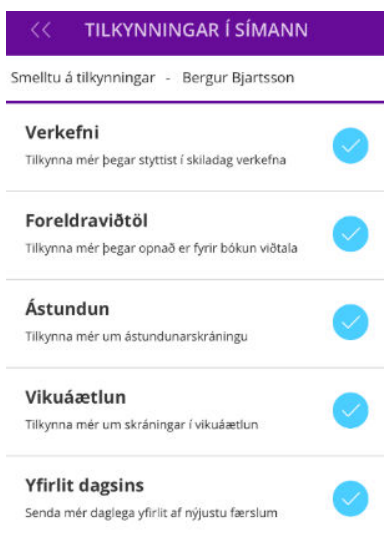 TILKYNNINGAR Í SÍMANN
Smelltu á tilkynningar - Bergur Bjartsson
Verkefni
Tilkynna mér þegar styttist í skiladag verkefna
Foreldraviðtöl
Tilkynna mér þegar opnað er fyrir bókun viðtala
Ástundun
Tilkynna mér um ástundunarskráningu
Vikuáætlun
Tilkynna mér um skráningar í vikuáætlun
Yfirlit dagsins
Senda mér daglega yfirlit af nýjustu færslum